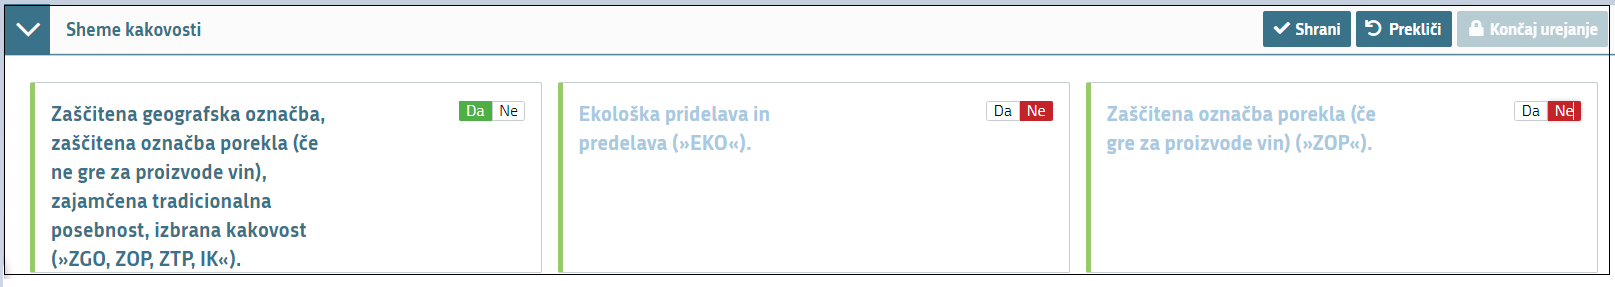 Sheme kakovosti
Shrani
Prekliči
Končaj urejanje
Zaščitena geografska označba,
zaščitena označba porekla (če
ne gre za proizvode vin),
zajamčena tradicionalna
posebnost, izbrana kakovost
(»ZGO, ZOP, ZTP, IK«).
Da Ne
Ekološka pridelava in
predelava (»EKO«).
Da Ne
Zaščitena označba porekla (če
gre za proizvode vin) (»ZOP«).
Da Ne